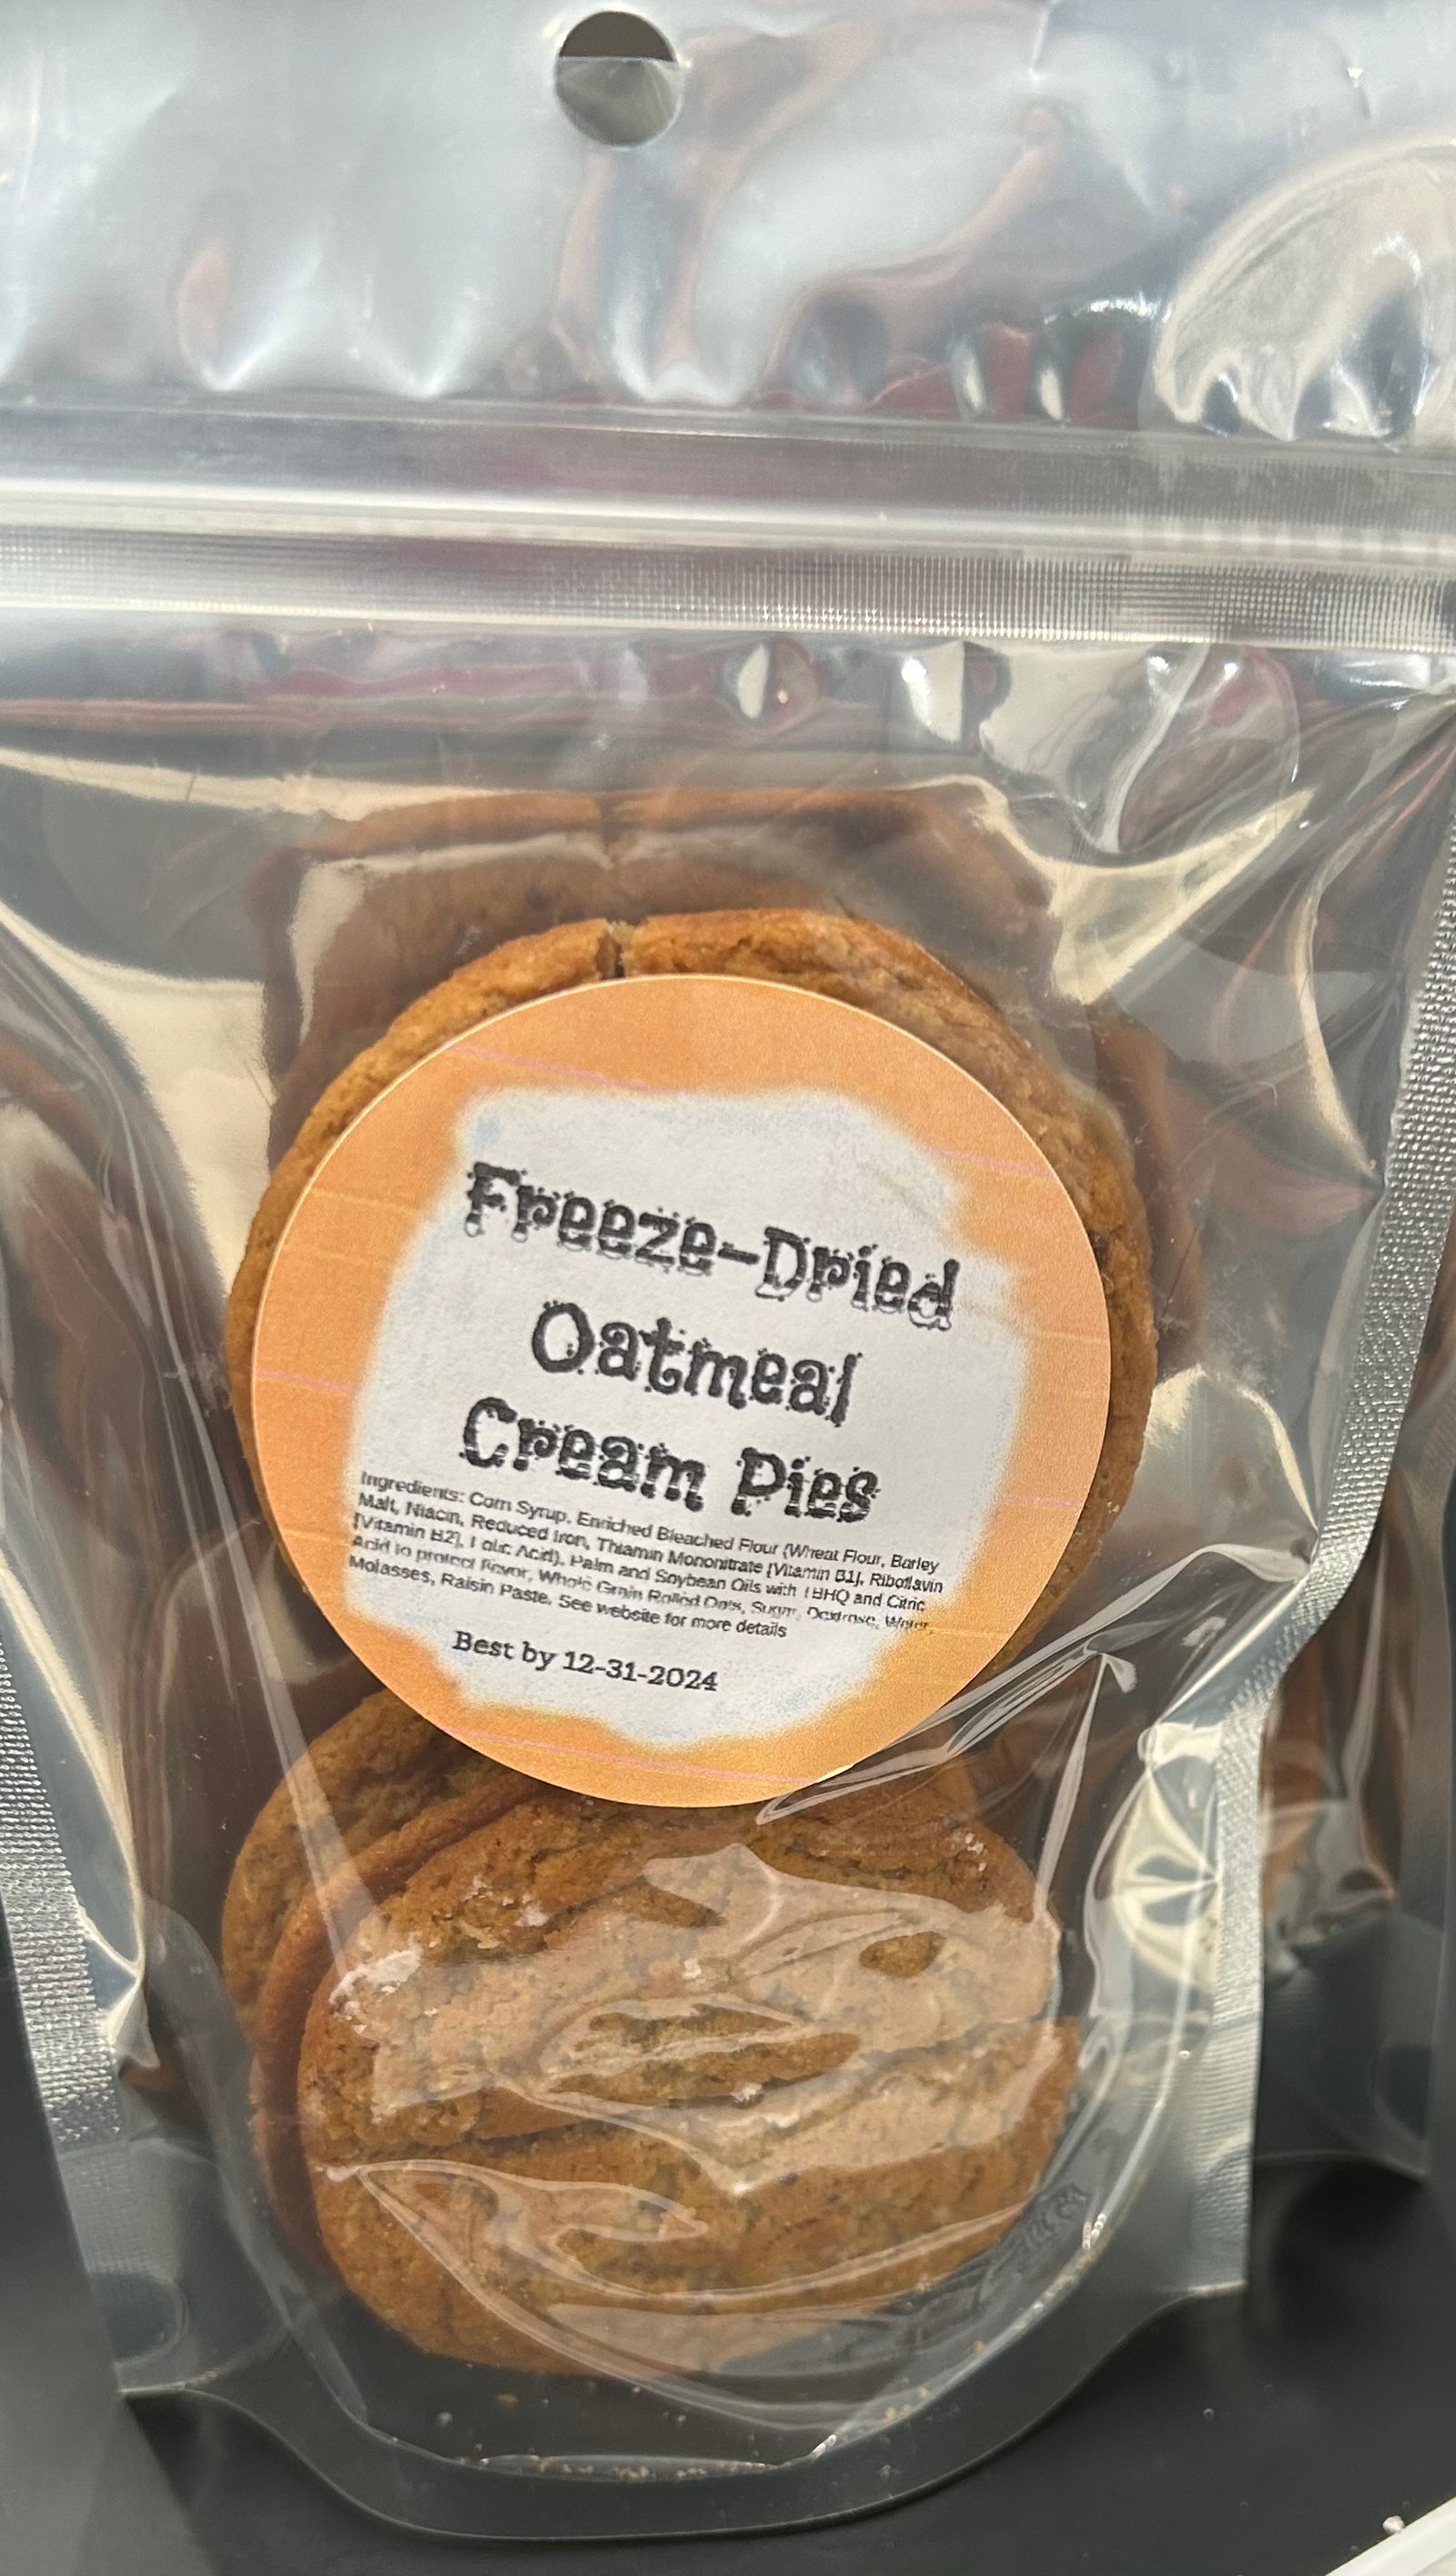 Freeze-Dried
Oatmeal
Cream Pies
Ingredients: Corn Syrup, Enriched Bleached Flour (Wheat Flour, Barley
Malt, Niacin, Reduced Iron, Thiamin Mononitrate [Vitamin B1], Riboflavin
[Vitamin B2], Folic Acid), Palm and Soybean Oils with TBHQ and Citric
Acid to protect flavor, Whole Grain Rolled Oats, Sugar, Dextrose, Water,
Molasses, Raisin Paste. See website for more details
Best by 12-31-2024